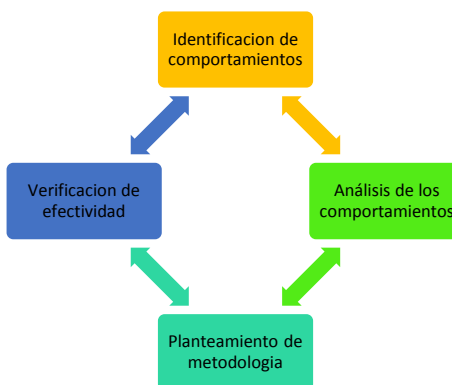 Identificacion de
comportamientos
Verificacion de
efectividad
Análisis de los
comportamientos
Planteamiento de
metodologia